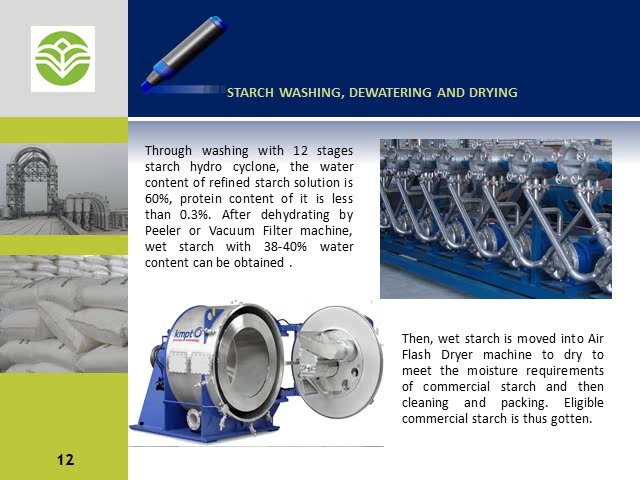 STARCH WASHING, DEWATERING AND DRYING
Through washing with 12 stages
starch hydro cyclone, the water
content of refined starch solution is
60%, protein content of it is less
than 0.3%. After dehydrating by
Peeler or Vacuum Filter machine,
wet starch with 38-40% water
content can be obtained .
kmpt
Then, wet starch is moved into Air
Flash Dryer machine to dry to
meet the moisture requirements
of commercial starch and then
cleaning and packing. Eligible
commercial starch is thus gotten.
12